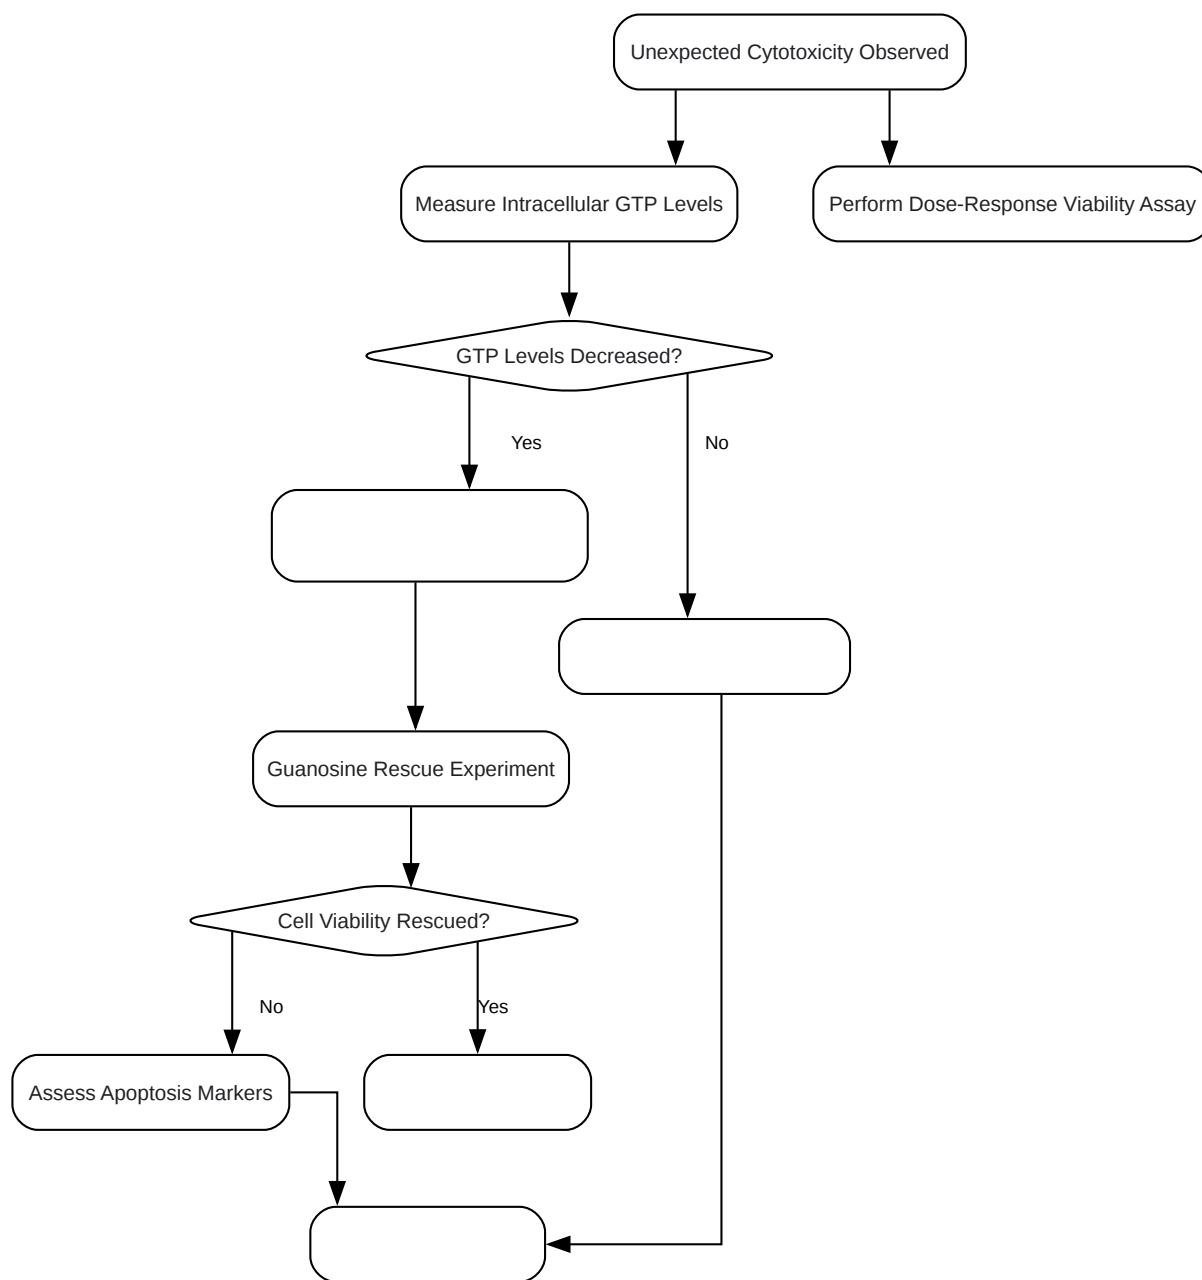 Unexpected Cytotoxicity Observed
Measure Intracellular GTP Levels
Perform Dose-Response Viability Assay
GTP Levels Decreased?
Yes
No
Guanosine Rescue Experiment
Cell Viability Rescued?
No
Yes
Assess Apoptosis Markers